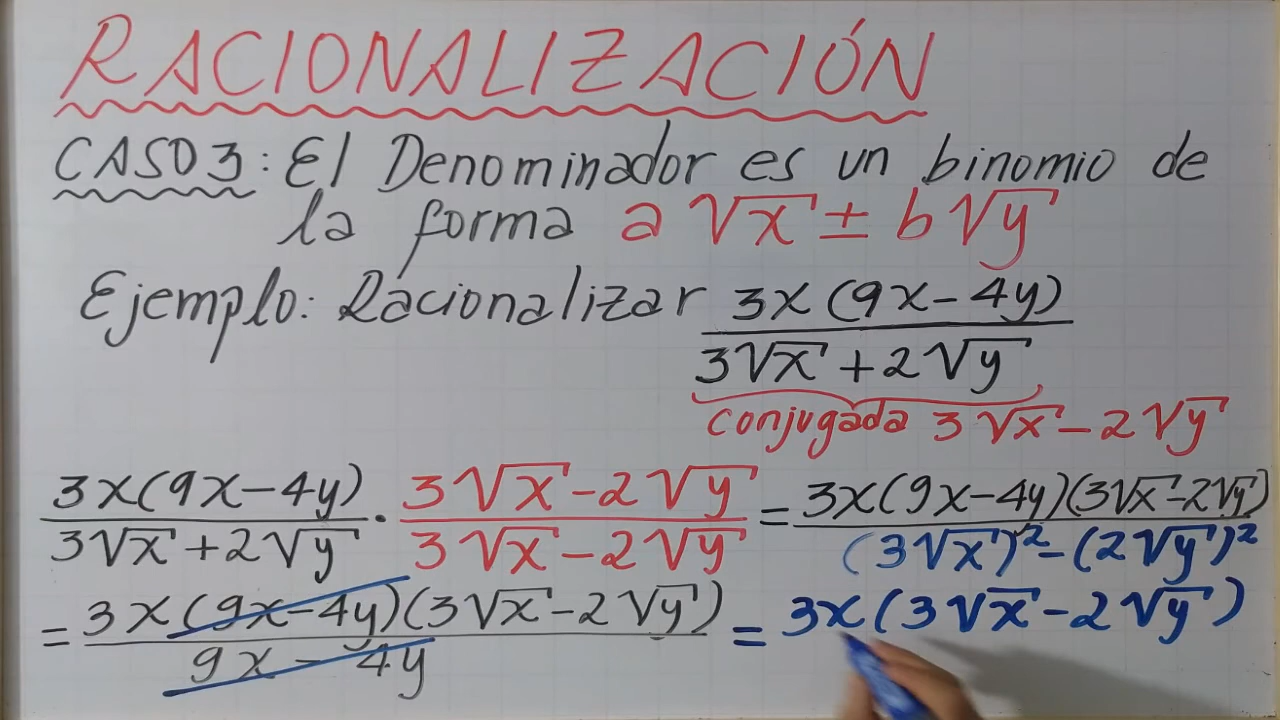 RACIONALIZACIÓN
CASO 3: El Denominador es un binomio de
la forma a√x ± b√y
Ejemplo: Racionalizar 3x(9x-4y)
3√x + 2√y
conjugada 3√x - 2√y
3x(9x-4y) · 3√x - 2√y = 3x(9x-4y)(3√x-2√y)
3√x + 2√y 3√x - 2√y (3√x)² - (2√y)²
= 3x(9x-4y)(3√x-2√y) = 3x(3√x-2√y)
9x - 4y